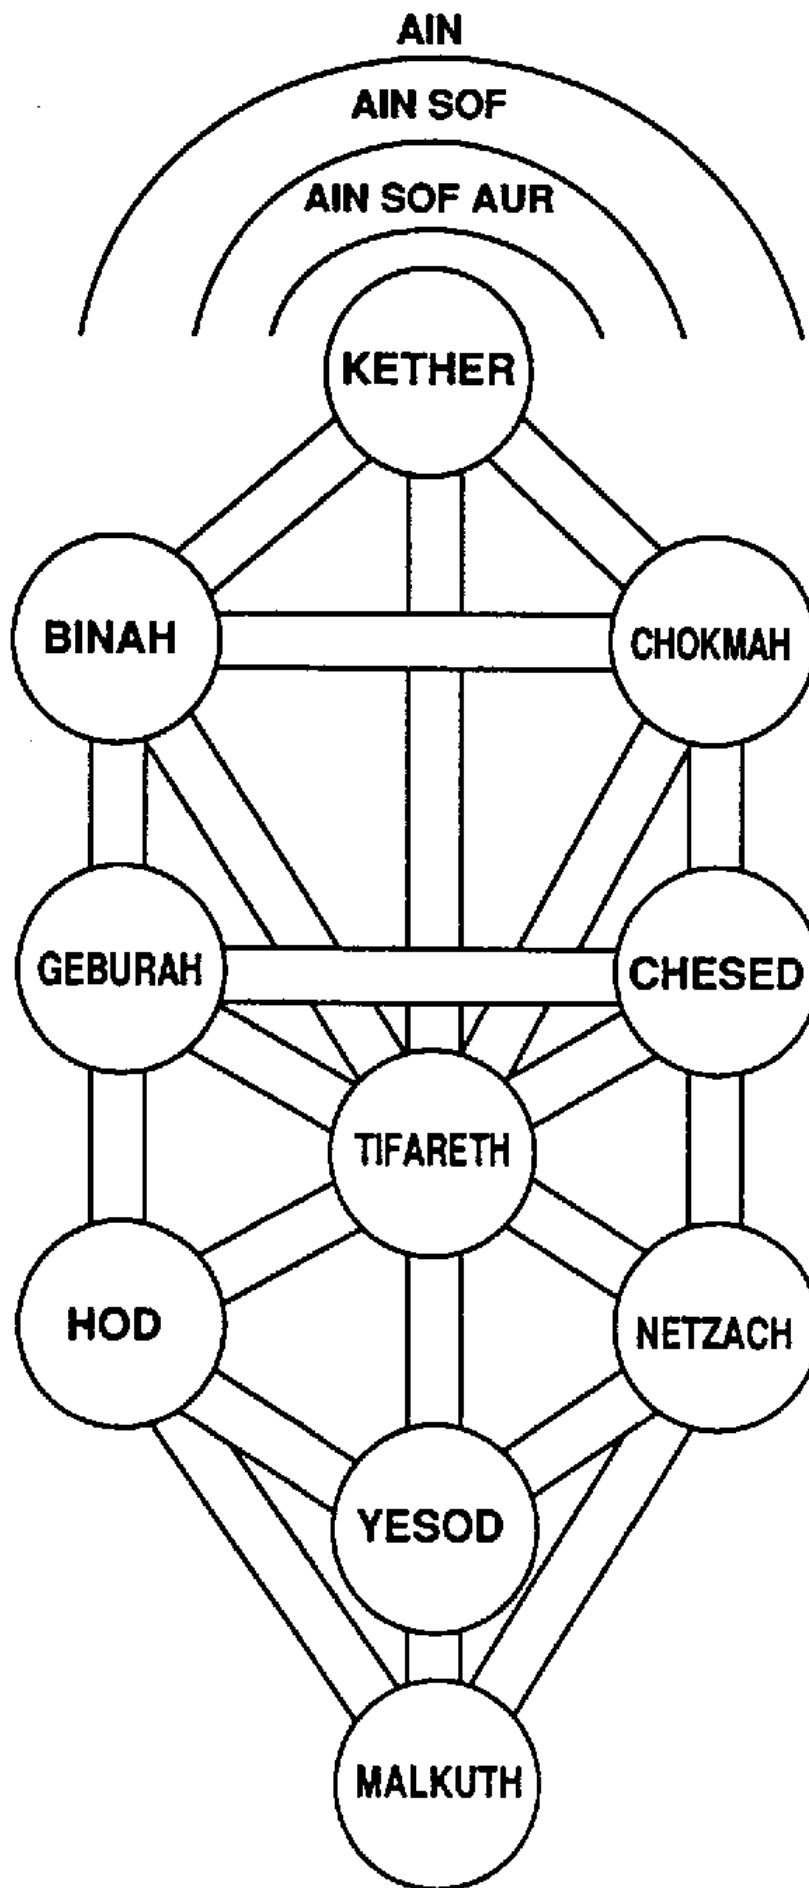 AIN
AIN SOF
AIN SOF AUR
KETHER
BINAH
CHOKMAH
GEBURAH
CHESED
TIFARETH
HOD
NETZACH
YESOD
MALKUTH